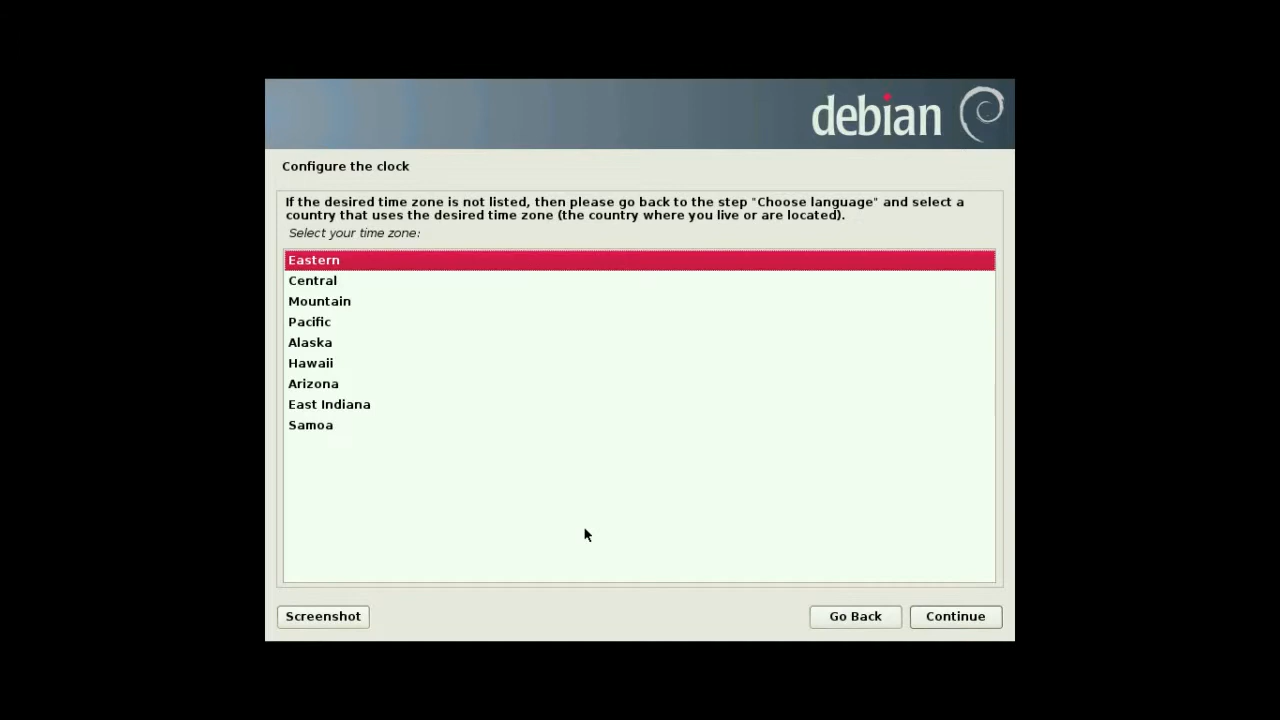 debian
Configure the clock
If the desired time zone is not listed, then please go back to the step "Choose language" and select a
country that uses the desired time zone (the country where you live or are located).
Select your time zone:
Eastern
Central
Mountain
Pacific
Alaska
Hawaii
Arizona
East Indiana
Samoa
Screenshot
Go Back
Continue